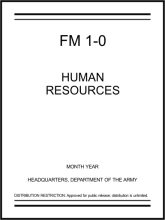 FM 1-0
HUMAN
RESOURCES
MONTH YEAR
HEADQUARTERS, DEPARTMENT OF THE ARMY
DISTRIBUTION RESTRICTION: Approved for public release; distribution is unlimited.